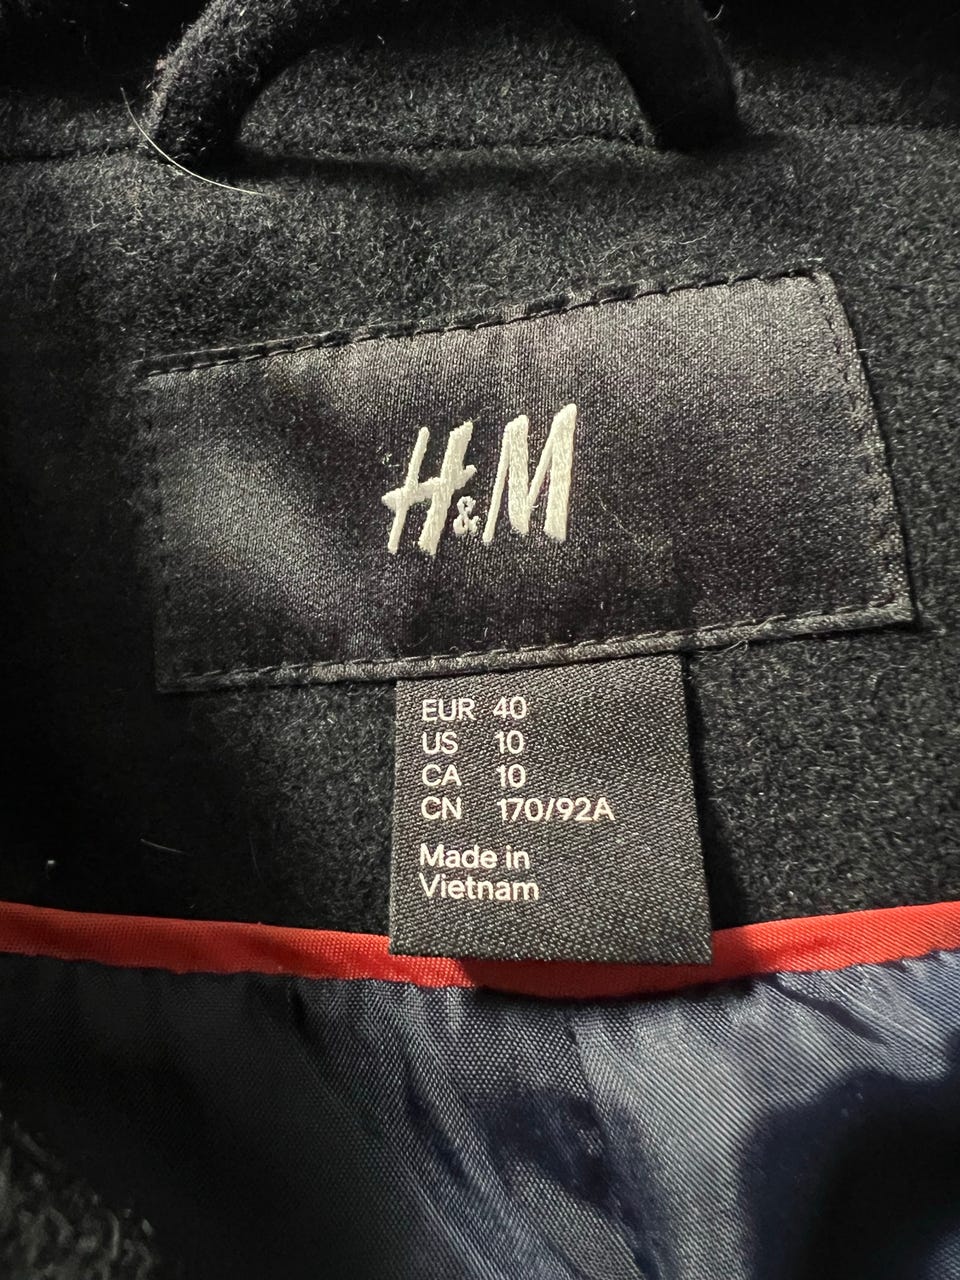 H&M
EUR 40
US 10
CA 10
CN 170/92A
Made in
Vietnam